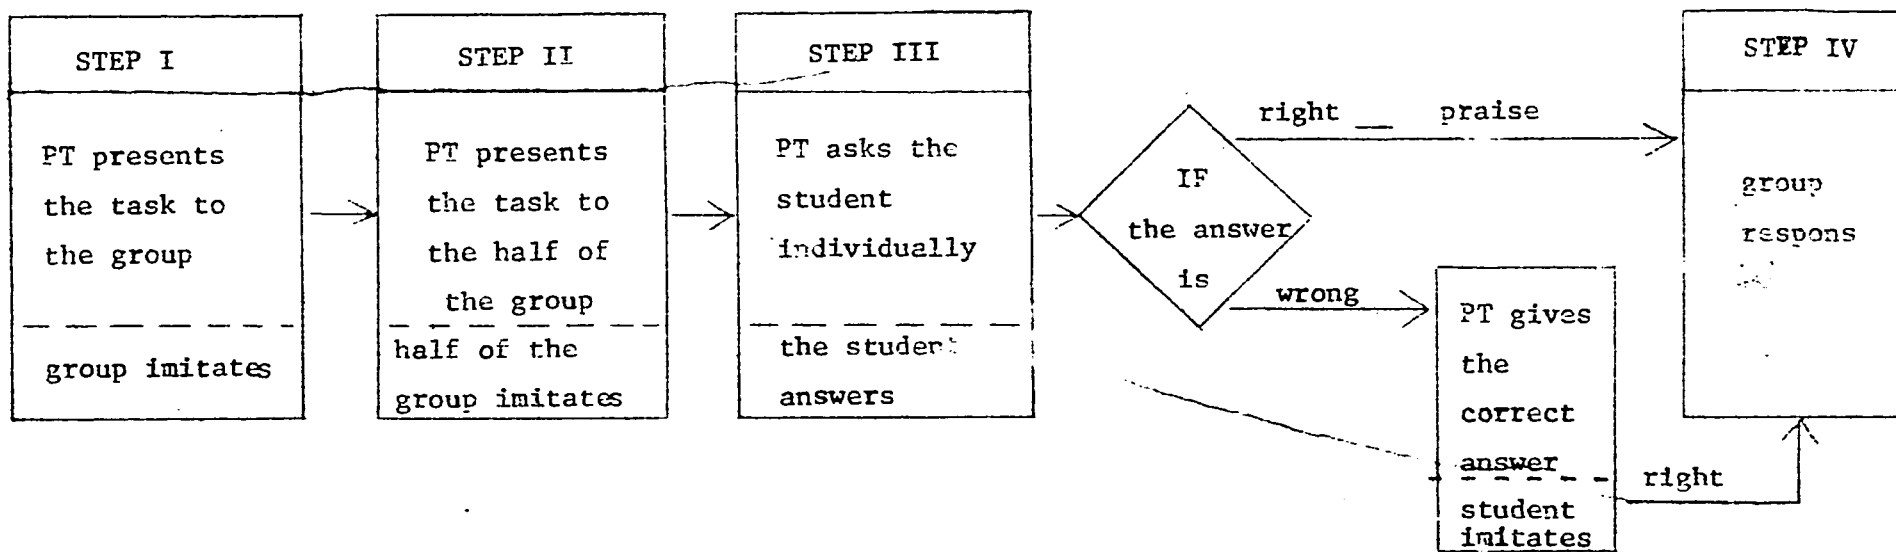 STEP I
PT presents
the task to
the group
group imitates
STEP II
PT presents
the task to
the half of
the group
half of the
group imitates
STEP III
PT asks the
student
individually
the student
answers
IF
the answer
is
right __ praise
wrong
PT gives
the
correct
answer
student
imitates
right
STEP IV
group
respons